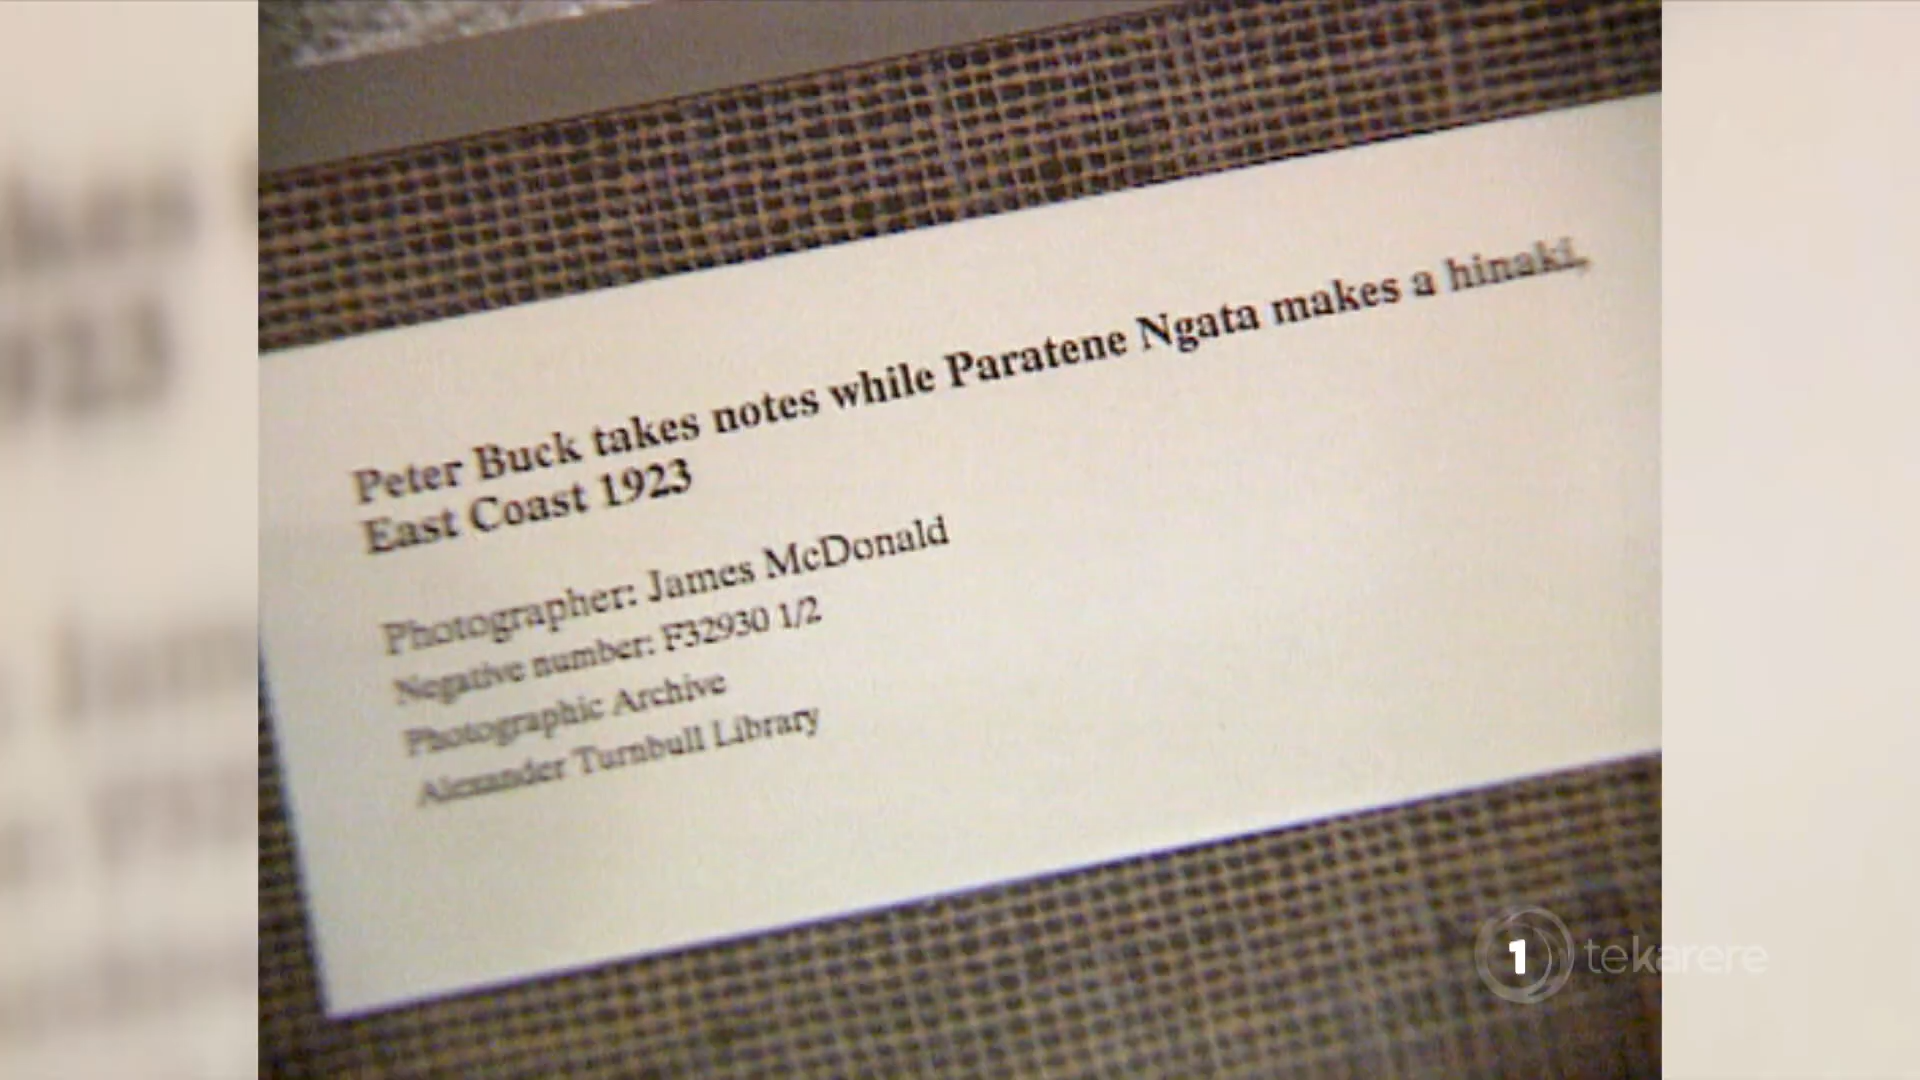 Peter Buck takes notes while Paratene Ngata makes a hinaki,
East Coast 1923
Photographer: James McDonald
Negative number: F32930 1/2
Photographic Archive
Alexander Turnbull Library
1 tekarere